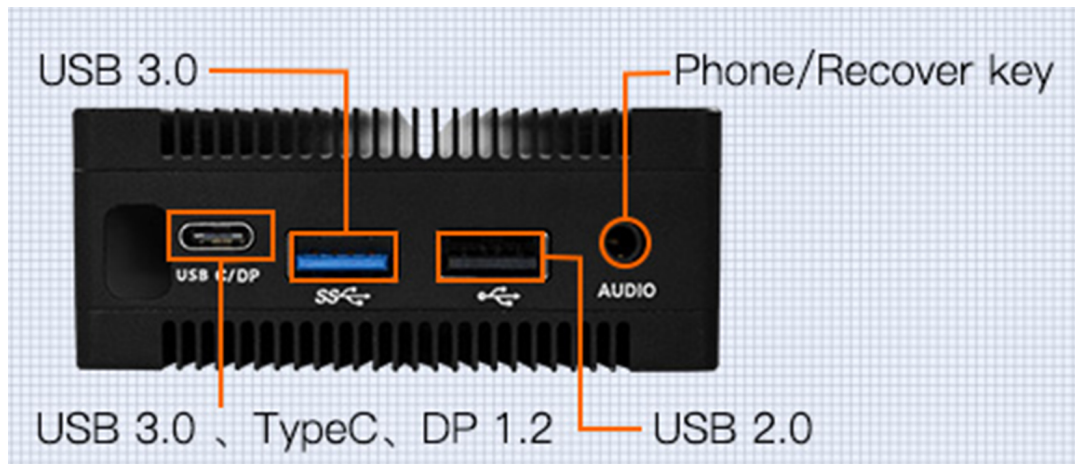 USB 3.0
Phone/Recover key
USB C/DP
SS
AUDIO
USB 3.0 、TypeC、DP 1.2
USB 2.0